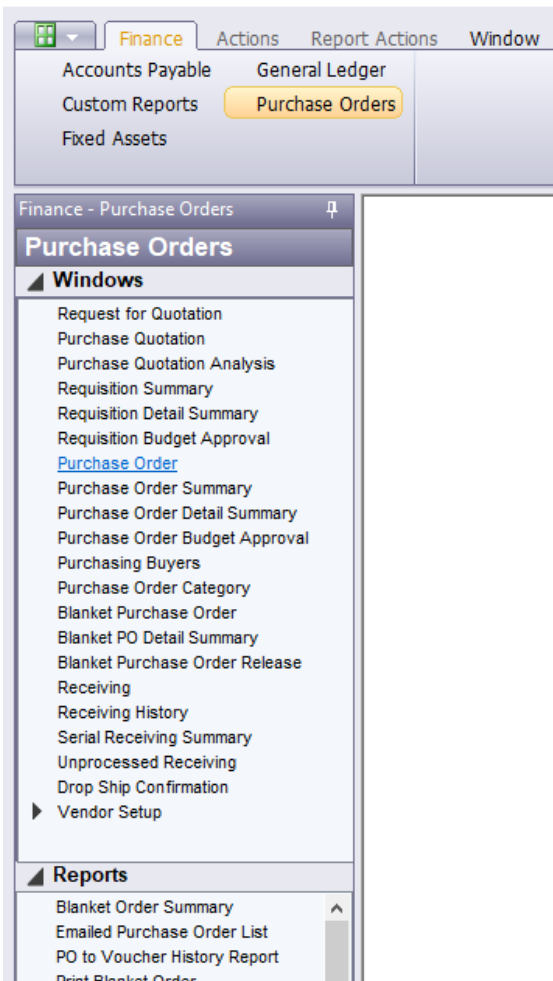 Finance Actions Report Actions Window
Accounts Payable General Ledger
Custom Reports Purchase Orders
Fixed Assets
Finance - Purchase Orders
Purchase Orders
Windows
Request for Quotation
Purchase Quotation
Purchase Quotation Analysis
Requisition Summary
Requisition Detail Summary
Requisition Budget Approval
Purchase Order
Purchase Order Summary
Purchase Order Detail Summary
Purchase Order Budget Approval
Purchasing Buyers
Purchase Order Category
Blanket Purchase Order
Blanket PO Detail Summary
Blanket Purchase Order Release
Receiving
Receiving History
Serial Receiving Summary
Unprocessed Receiving
Drop Ship Confirmation
Vendor Setup
Reports
Blanket Order Summary
Emailed Purchase Order List
PO to Voucher History Report
Print Blanket Order